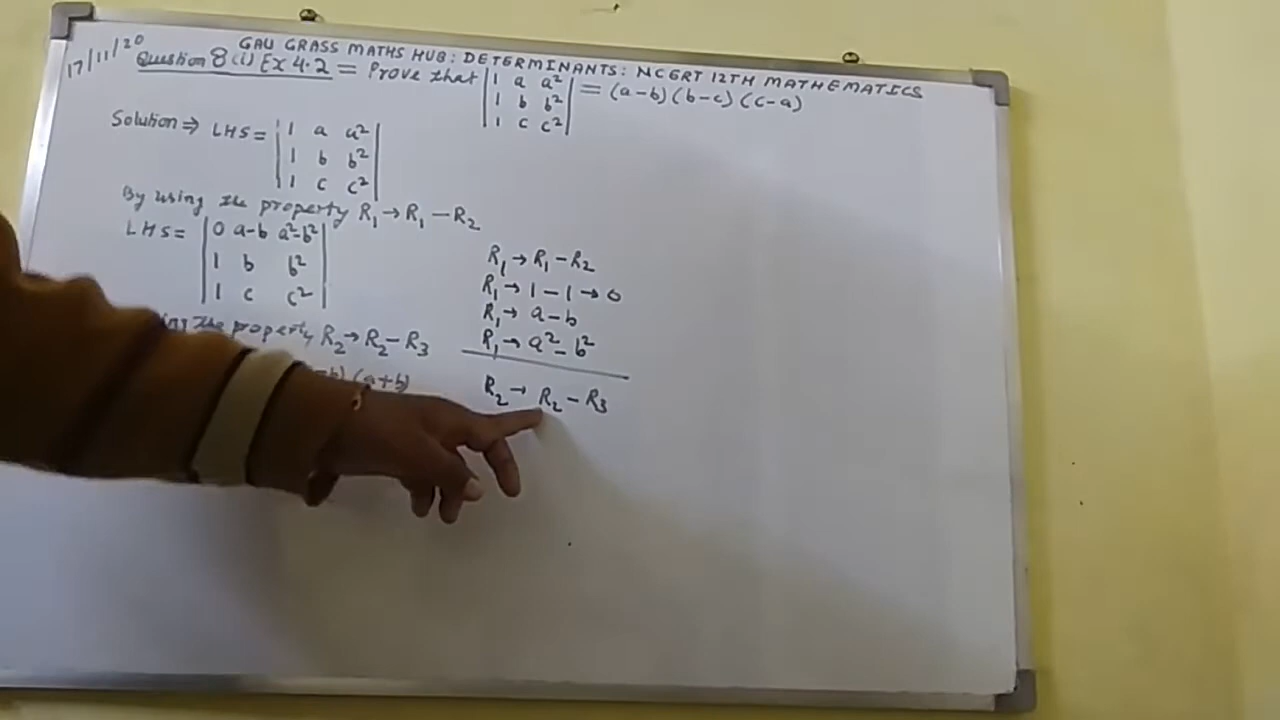 GAU GRASS MATHS HUB: DETERMINANTS: NCERT 12TH MATHEMATICS
17/11/20
Question 8 (i) Ex 4.2 = Prove that |1 a a²| = (a-b)(b-c)(c-a)
|1 b b²|
|1 c c²|
Solution ⇒ LHS = |1 a a²|
|1 b b²|
|1 c c²|
By using the property R₁→R₁-R₂
LHS = |0 a-b a²-b²|
|1 b b²|
|1 c c²|
the property R₂→R₂-R₃
(a+b)
R₁→R₁-R₂
R₁→1-1→0
R₁→a-b
R₁→a²-b²
R₂→R₂-R₃